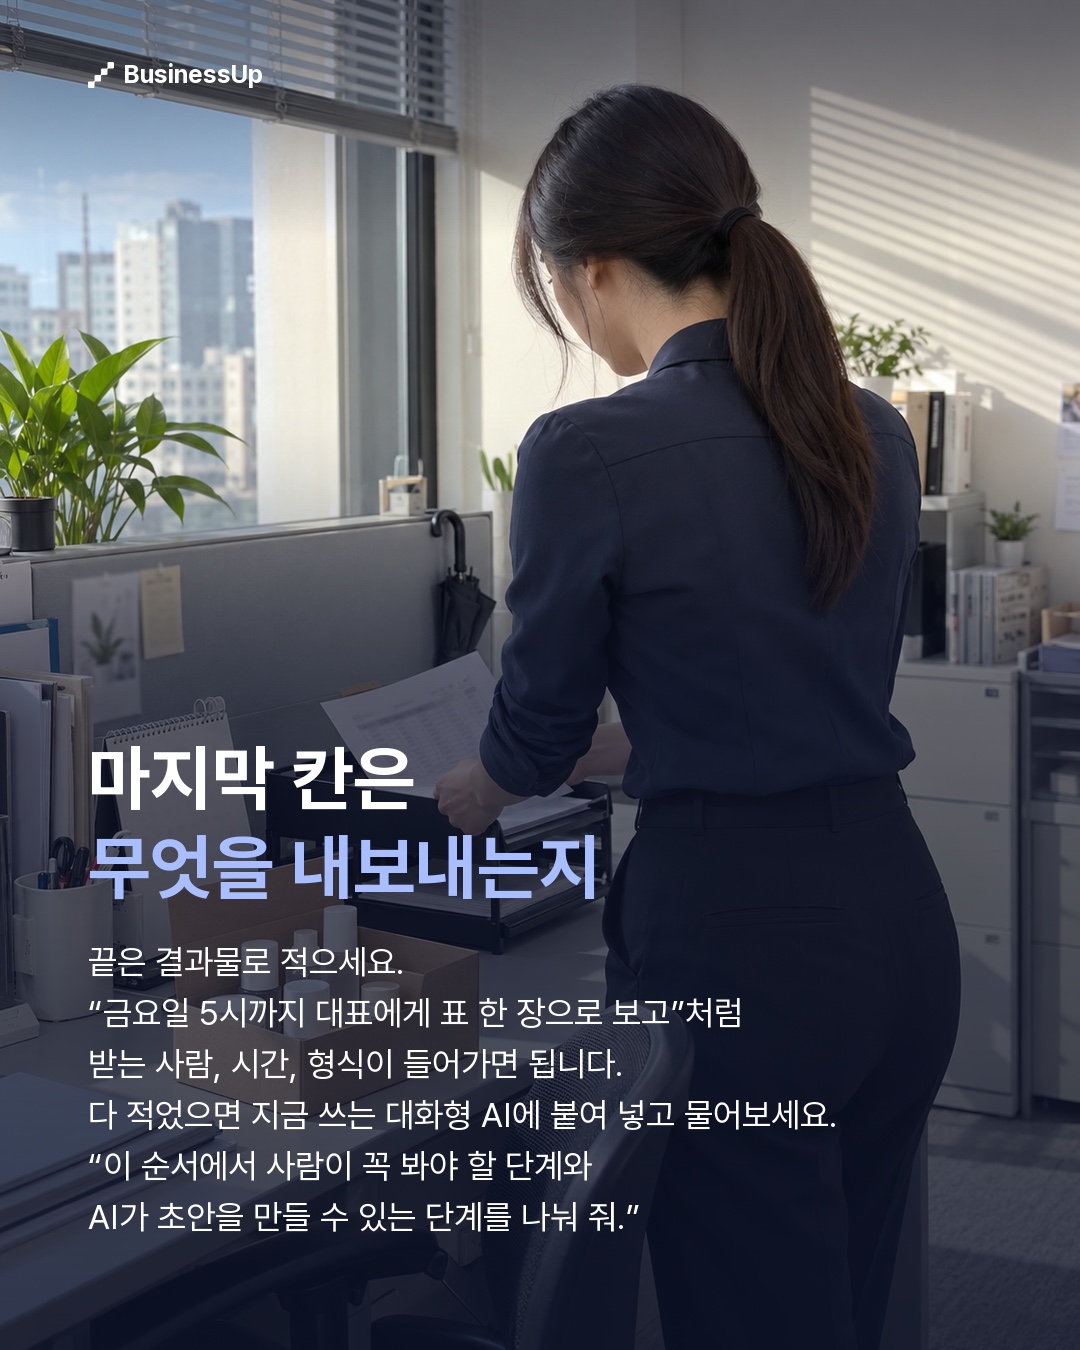 BusinessUp
마지막 칸은
무엇을 내보내는지
끝은 결과물로 적으세요.
“금요일 5시까지 대표에게 표 한 장으로 보고”처럼
받는 사람, 시간, 형식이 들어가면 됩니다.
다 적었으면 지금 쓰는 대화형 AI에 붙여 넣고 물어보세요.
“이 순서에서 사람이 꼭 봐야 할 단계와
AI가 초안을 만들 수 있는 단계를 나눠 줘.”